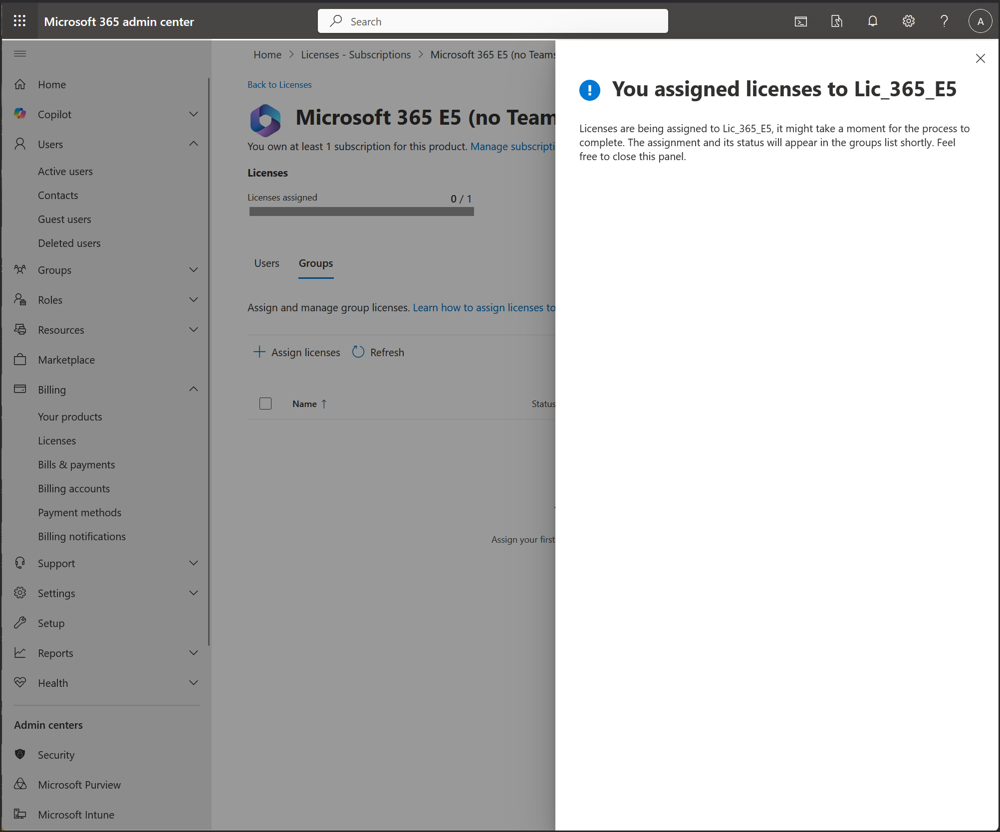 Microsoft 365 admin center
Search
A
Home
Copilot
Users
Active users
Contacts
Guest users
Deleted users
Groups
Roles
Resources
Marketplace
Billing
Your products
Licenses
Bills & payments
Billing accounts
Payment methods
Billing notifications
Support
Settings
Setup
Reports
Health
Admin centers
Security
Microsoft Purview
Microsoft Intune
Home > Licenses - Subscriptions > Microsoft 365 E5 (no Teams
Back to Licenses
Microsoft 365 E5 (no Team
You own at least 1 subscription for this product. Manage subscripti
Licenses
Licenses assigned 0 / 1
Users Groups
Assign and manage group licenses. Learn how to assign licenses to
Assign licenses Refresh
Name ↑ Status
Assign your first
You assigned licenses to Lic_365_E5
Licenses are being assigned to Lic_365_E5, it might take a moment for the process to
complete. The assignment and its status will appear in the groups list shortly. Feel
free to close this panel.